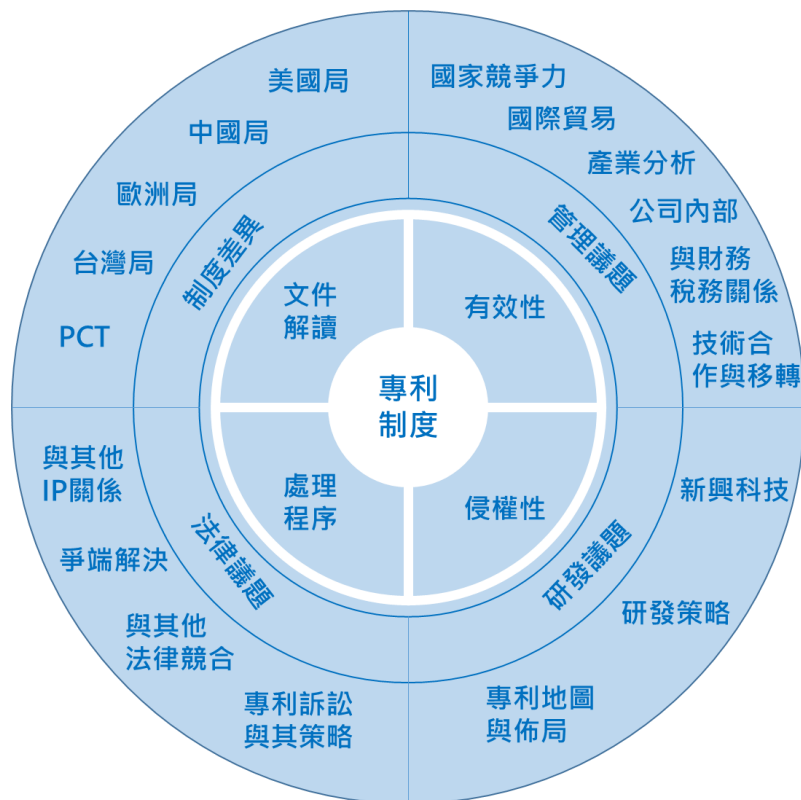 專利
制度
文件
解讀
有效性
處理
程序
侵權性
制度差異
美國局
中國局
歐洲局
台灣局
PCT
管理議題
國家競爭力
國際貿易
產業分析
公司內部
與財務
稅務關係
技術合
作與移轉
法律議題
與其他
IP關係
爭端解決
與其他
法律競合
專利訴訟
與其策略
研發議題
新興科技
研發策略
專利地圖
與佈局